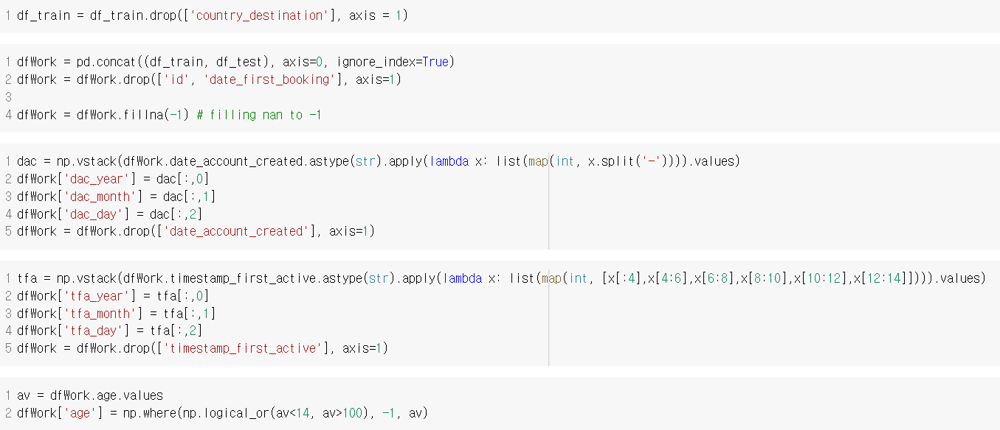 1 df_train = df_train.drop(['country_destination'], axis = 1)
1 dfWork = pd.concat((df_train, df_test), axis=0, ignore_index=True)
2 dfWork = dfWork.drop(['id', 'date_first_booking'], axis=1)
3
4 dfWork = dfWork.fillna(-1) # filling nan to -1
1 dac = np.vstack(dfWork.date_account_created.astype(str).apply(lambda x: list(map(int, x.split('-')))).values)
2 dfWork['dac_year'] = dac[:,0]
3 dfWork['dac_month'] = dac[:,1]
4 dfWork['dac_day'] = dac[:,2]
5 dfWork = dfWork.drop(['date_account_created'], axis=1)
1 tfa = np.vstack(dfWork.timestamp_first_active.astype(str).apply(lambda x: list(map(int, [x[:4],x[4:6],x[6:8],x[8:10],x[10:12],x[12:14]]))).values)
2 dfWork['tfa_year'] = tfa[:,0]
3 dfWork['tfa_month'] = tfa[:,1]
4 dfWork['tfa_day'] = tfa[:,2]
5 dfWork = dfWork.drop(['timestamp_first_active'], axis=1)
1 av = dfWork.age.values
2 dfWork['age'] = np.where(np.logical_or(av<14, av>100), -1, av)